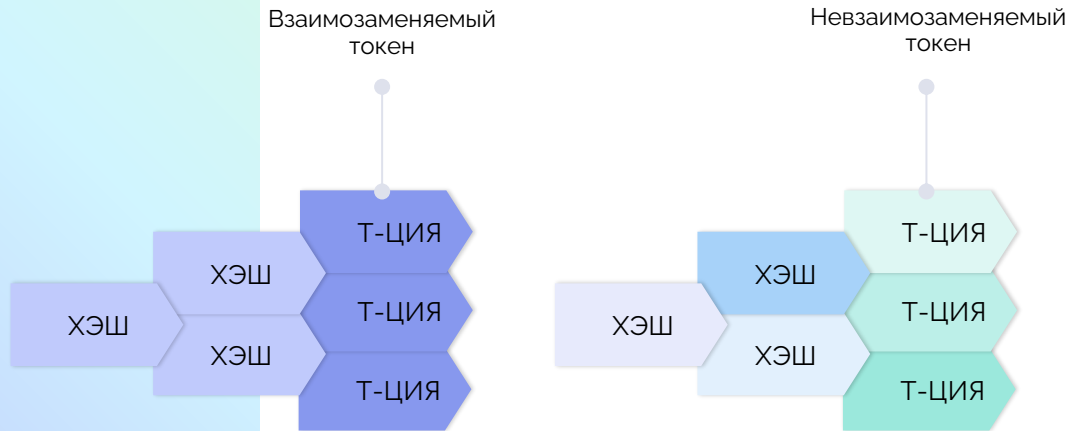 Взаимозаменяемый
токен
Невзаимозаменяемый
токен
Т-ЦИЯ
ХЭШ
Т-ЦИЯ
ХЭШ
ХЭШ
Т-ЦИЯ
Т-ЦИЯ
ХЭШ
Т-ЦИЯ
ХЭШ
ХЭШ
Т-ЦИЯ